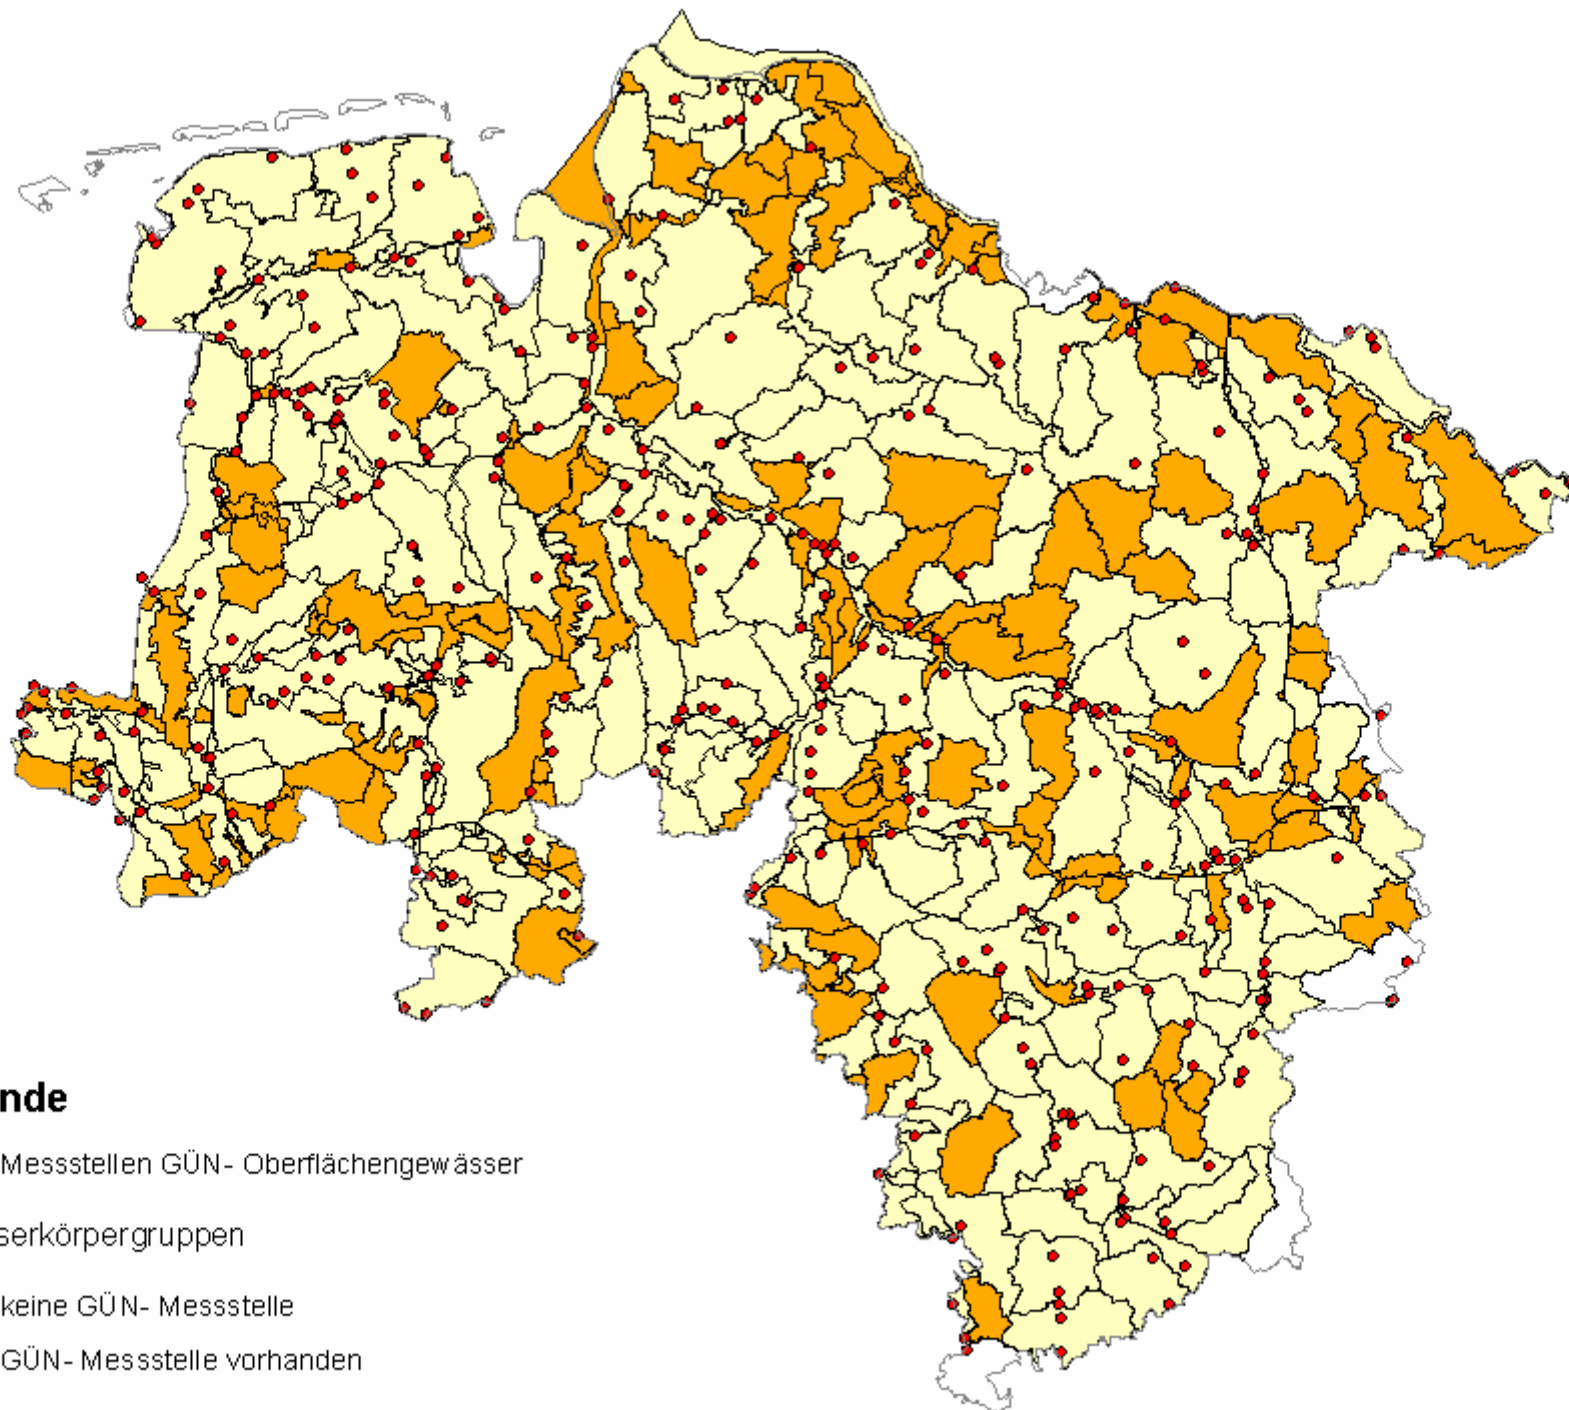 nde
Messstellen GÜN- Oberflächengewässer
serkörpergruppen
keine GÜN- Messstelle
GÜN- Messstelle vorhanden